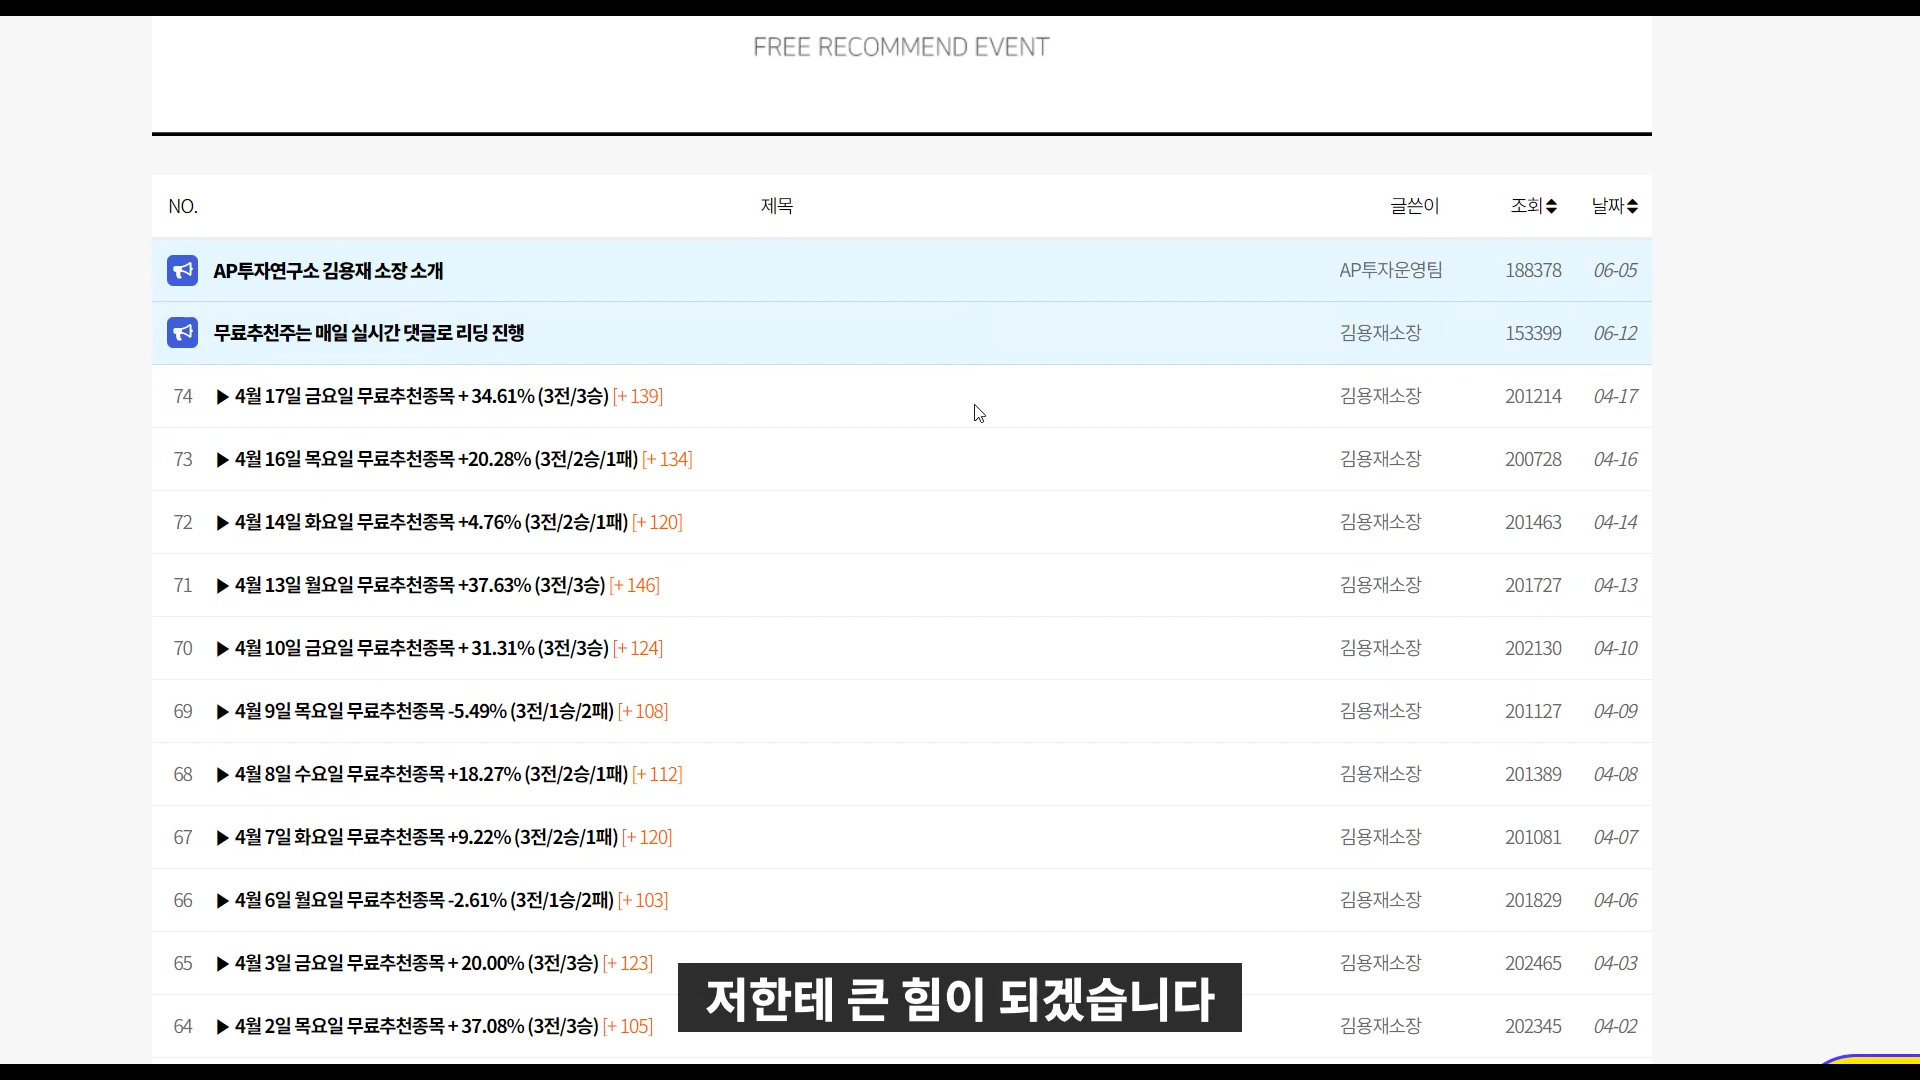 FREE RECOMMEND EVENT
NO. 제목 글쓴이 조회 날짜
AP투자연구소 김용재 소장 소개 AP투자운영팀 188378 06-05
무료추천주는 매일 실시간 댓글로 리딩 진행 김용재소장 153399 06-12
74 ▶ 4월 17일 금요일 무료추천종목 + 34.61% (3전/3승) [+ 139] 김용재소장 201214 04-17
73 ▶ 4월 16일 목요일 무료추천종목 +20.28% (3전/2승/1패) [+ 134] 김용재소장 200728 04-16
72 ▶ 4월 14일 화요일 무료추천종목 +4.76% (3전/2승/1패) [+ 120] 김용재소장 201463 04-14
71 ▶ 4월 13일 월요일 무료추천종목 +37.63% (3전/3승) [+ 146] 김용재소장 201727 04-13
70 ▶ 4월 10일 금요일 무료추천종목 + 31.31% (3전/3승) [+ 124] 김용재소장 202130 04-10
69 ▶ 4월 9일 목요일 무료추천종목 -5.49% (3전/1승/2패) [+ 108] 김용재소장 201127 04-09
68 ▶ 4월 8일 수요일 무료추천종목 +18.27% (3전/2승/1패) [+ 112] 김용재소장 201389 04-08
67 ▶ 4월 7일 화요일 무료추천종목 +9.22% (3전/2승/1패) [+ 120] 김용재소장 201081 04-07
66 ▶ 4월 6일 월요일 무료추천종목 -2.61% (3전/1승/2패) [+ 103] 김용재소장 201829 04-06
65 ▶ 4월 3일 금요일 무료추천종목 + 20.00% (3전/3승) [+ 123] 김용재소장 202465 04-03
64 ▶ 4월 2일 목요일 무료추천종목 + 37.08% (3전/3승) [+ 105] 김용재소장 202345 04-02
저한테 큰 힘이 되겠습니다